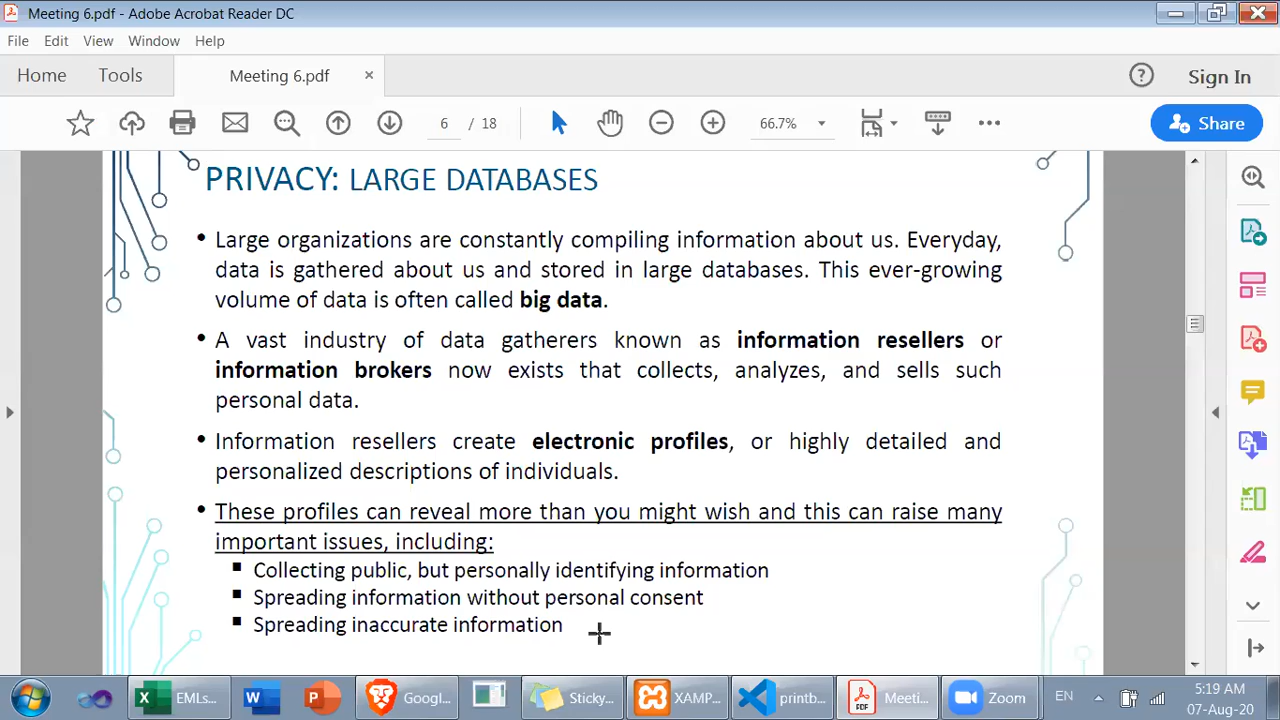 Meeting 6.pdf - Adobe Acrobat Reader DC
File Edit View Window Help
Home Tools Meeting 6.pdf × Sign In
6 / 18 66.7% Share
PRIVACY: LARGE DATABASES
• Large organizations are constantly compiling information about us. Everyday,
data is gathered about us and stored in large databases. This ever-growing
volume of data is often called big data.
• A vast industry of data gatherers known as information resellers or
information brokers now exists that collects, analyzes, and sells such
personal data.
• Information resellers create electronic profiles, or highly detailed and
personalized descriptions of individuals.
• These profiles can reveal more than you might wish and this can raise many
important issues, including:
▪ Collecting public, but personally identifying information
▪ Spreading information without personal consent
▪ Spreading inaccurate information
EMLs... Googl... Sticky... XAMP... printb... Meeti... Zoom EN 5:19 AM
07-Aug-20